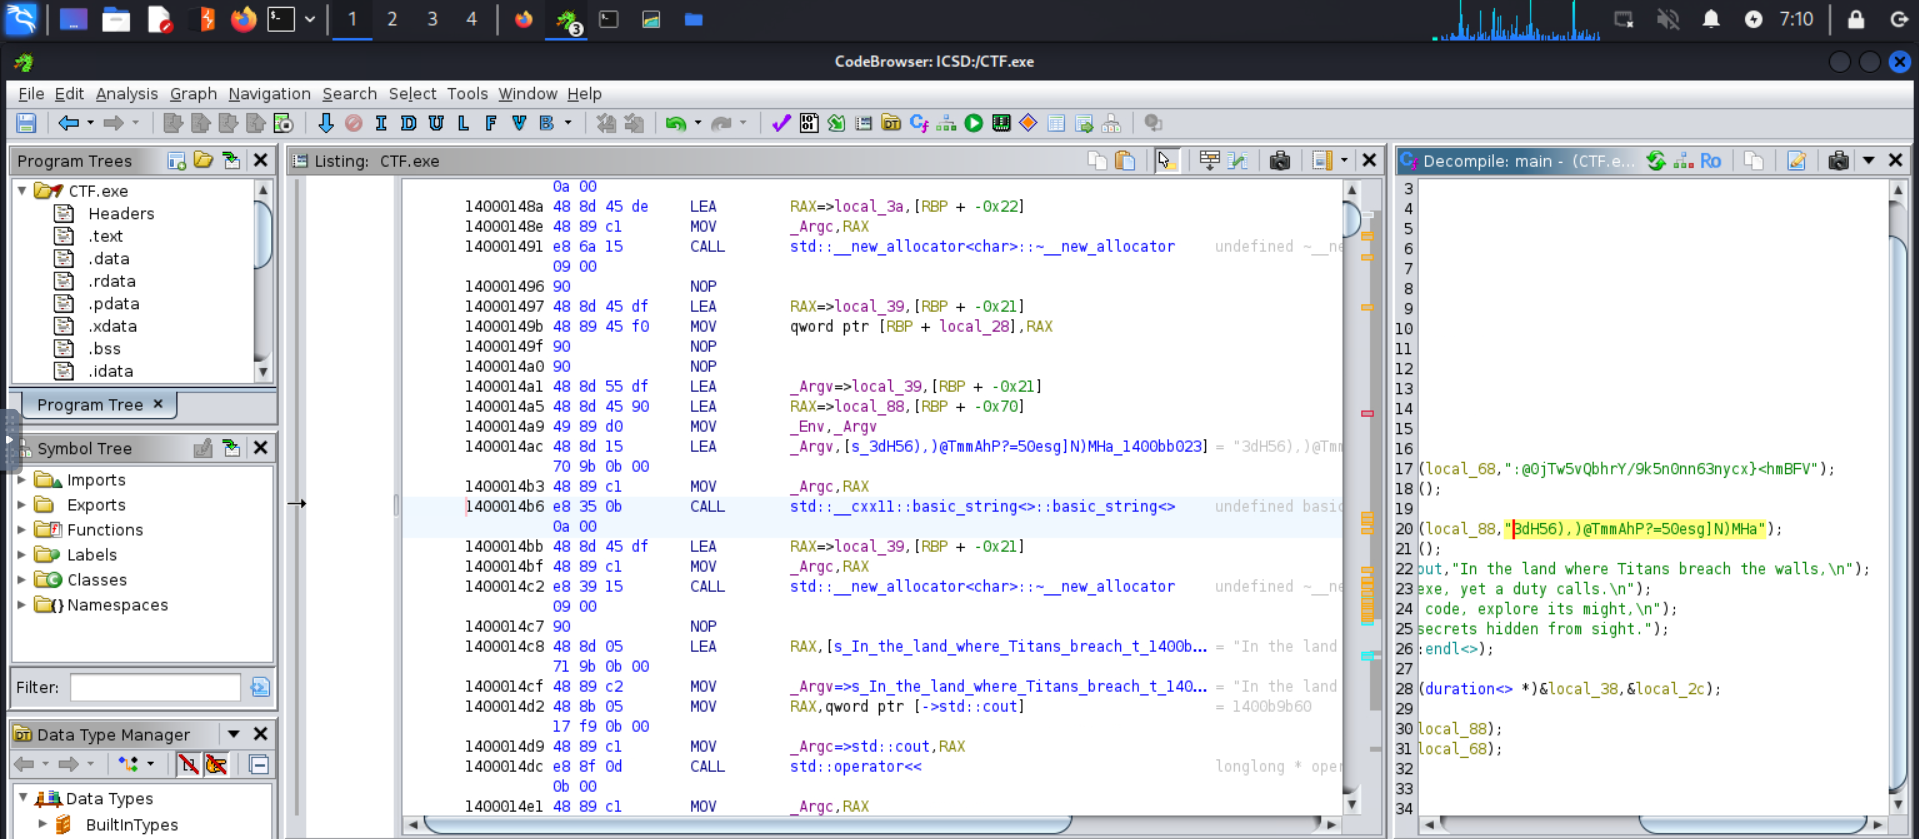 1 2 3 4
3
7:10
CodeBrowser: ICSD:/CTF.exe
File Edit Analysis Graph Navigation Search Select Tools Window Help
I D U L F V B
Program Trees
CTF.exe
Headers
.text
.data
.rdata
.pdata
.xdata
.bss
.idata
Program Tree ×
Symbol Tree
Imports
Exports
Functions
Labels
Classes
Namespaces
Filter:
Data Type Manager
Data Types
BuiltInTypes
Listing: CTF.exe
0a 00
14000148a 48 8d 45 de LEA RAX=>local_3a,[RBP + -0x22]
14000148e 48 89 c1 MOV _Argc,RAX
140001491 e8 6a 15 CALL std::__new_allocator<char>::~__new_allocator undefined ~__ne
09 00
140001496 90 NOP
140001497 48 8d 45 df LEA RAX=>local_39,[RBP + -0x21]
14000149b 48 89 45 f0 MOV qword ptr [RBP + local_28],RAX
14000149f 90 NOP
1400014a0 90 NOP
1400014a1 48 8d 55 df LEA _Argv=>local_39,[RBP + -0x21]
1400014a5 48 8d 45 90 LEA RAX=>local_88,[RBP + -0x70]
1400014a9 49 89 d0 MOV _Env,_Argv
1400014ac 48 8d 15 LEA _Argv,[s_3dH56),)@TmmAhP?=50esg]N)MHa_1400bb023] = "3dH56),)@Tm
70 9b 0b 00
1400014b3 48 89 c1 MOV _Argc,RAX
1400014b6 e8 35 0b CALL std::__cxx11::basic_string<>::basic_string<> undefined basic
0a 00
1400014bb 48 8d 45 df LEA RAX=>local_39,[RBP + -0x21]
1400014bf 48 89 c1 MOV _Argc,RAX
1400014c2 e8 39 15 CALL std::__new_allocator<char>::~__new_allocator undefined ~__ne
09 00
1400014c7 90 NOP
1400014c8 48 8d 05 LEA RAX,[s_In_the_land_where_Titans_breach_t_1400b... = "In the land
71 9b 0b 00
1400014cf 48 89 c2 MOV _Argv=>s_In_the_land_where_Titans_breach_t_140... = "In the land
1400014d2 48 8b 05 MOV RAX,qword ptr [->std::cout] = 1400b9b60
17 f9 0b 00
1400014d9 48 89 c1 MOV _Argc=>std::cout,RAX
1400014dc e8 8f 0d CALL std::operator<< longlong * oper
0b 00
1400014e1 48 89 c1 MOV _Argc,RAX
Decompile: main - (CTF.e...
Ro
3
4
5
6
7
8
9
10
11
12
13
14
15
16
17 (local_68,":@0jTw5vQbhrY/9k5n0nn63nycx}<hmBFV");
18 ();
19
20 (local_88,"3dH56),)@TmmAhP?=50esg]N)MHa");
21 ();
22 out,"In the land where Titans breach the walls,\n");
23 exe, yet a duty calls.\n");
24 code, explore its might,\n");
25 secrets hidden from sight.");
26 :endl<>);
27
28 (duration<> *)&local_38,&local_2c);
29
30 local_88);
31 local_68);
32
33
34